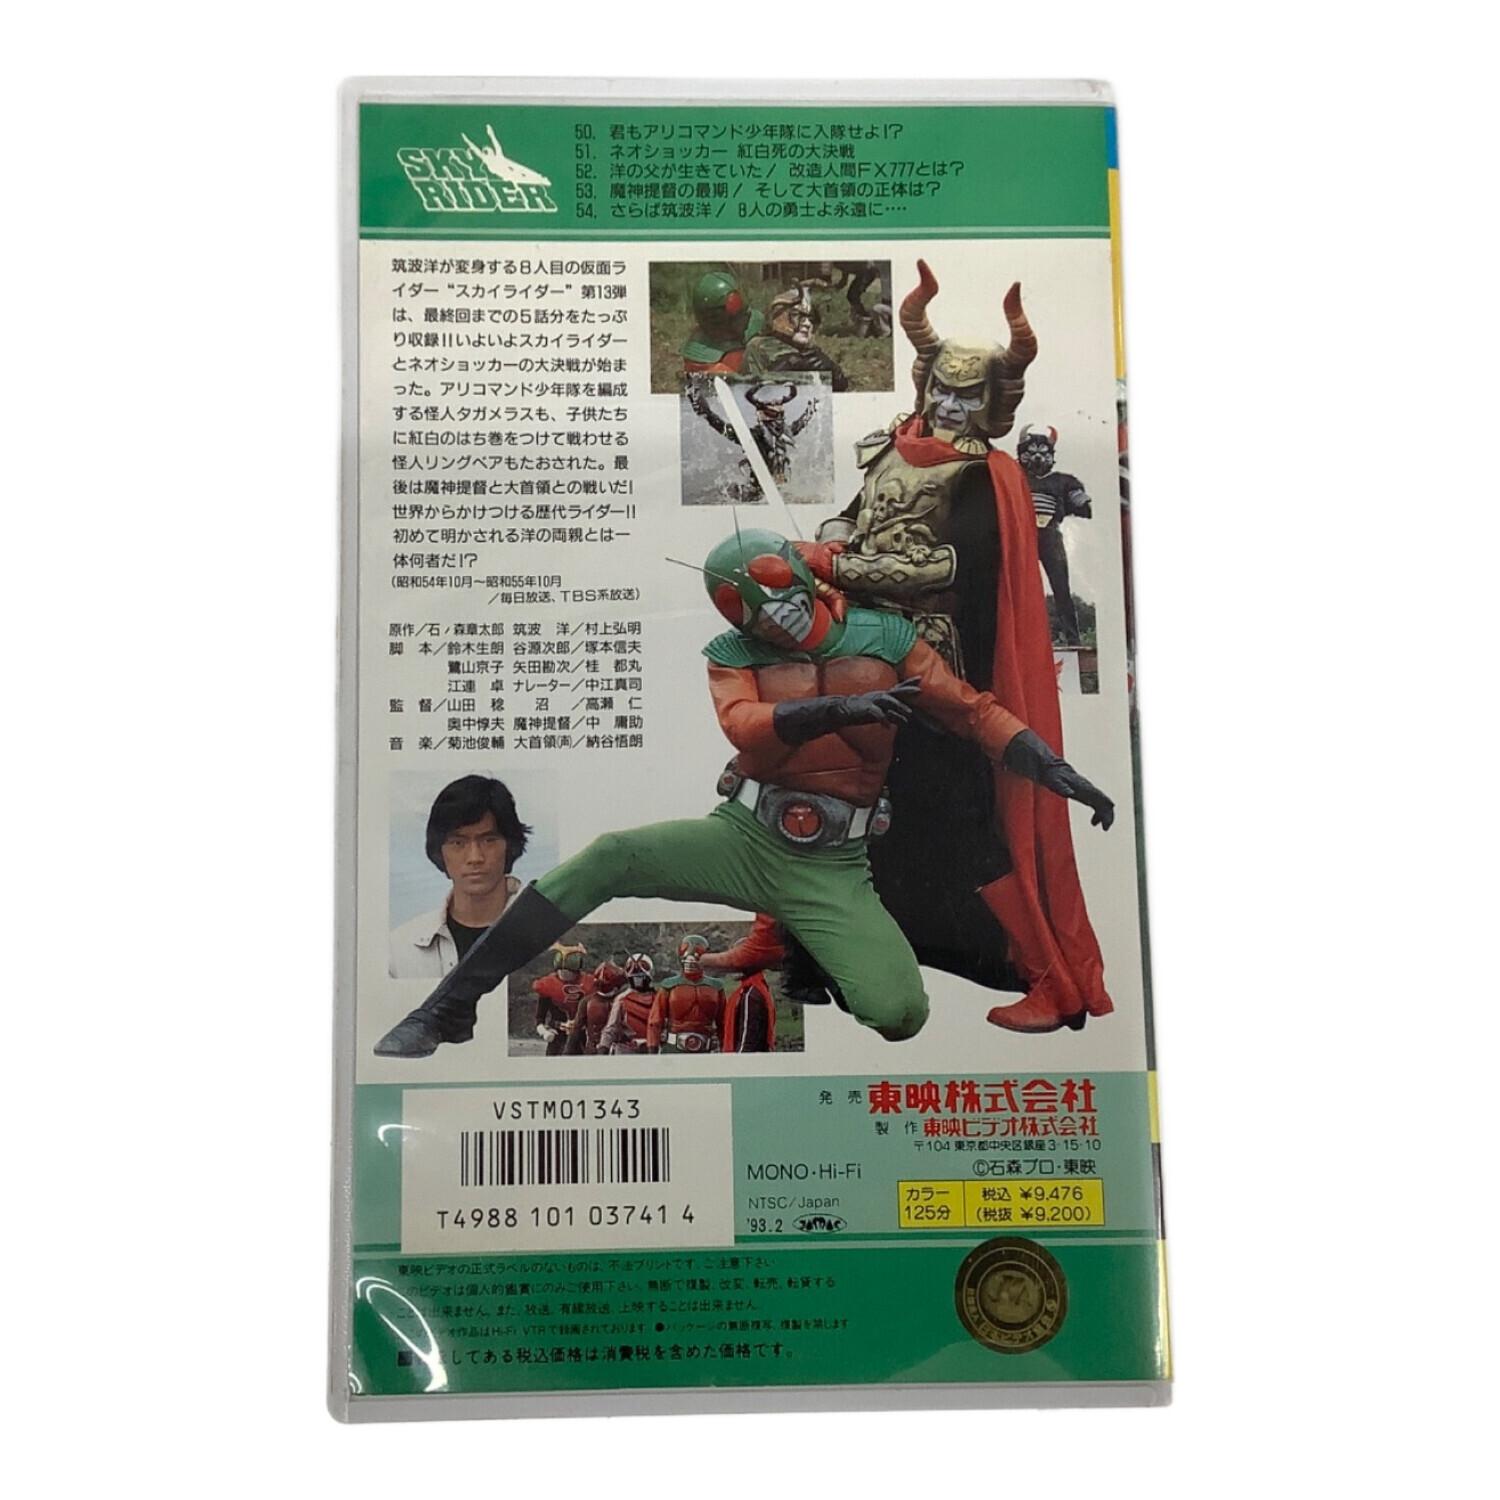 SKY
RIDER
50. 君もアリコマンド少年隊に入隊せよ!?
51. ネオショッカー 紅白死の大決戦
52. 洋の父が生きていた! 改造人間FX777とは?
53. 魔神提督の最期! そして大首領の正体は?
54. さらば筑波洋! 8人の勇士よ永遠に‥‥
筑波洋が変身する8人目の仮面ラ
イダー“スカイライダー”第13弾
は、最終回までの5話分をたっぷ
り収録!!いよいよスカイライダー
とネオショッカーの大決戦が始ま
った。アリコマンド少年隊を編成
する怪人タガメラスも、子供たち
に紅白のはち巻をつけて戦わせる
怪人リングベアもたおされた。最
後は魔神提督と大首領との戦いだ!
世界からかけつける歴代ライダー!!
初めて明かされる洋の両親とは一
体何者だ!?
(昭和54年10月〜昭和55年10月
/毎日放送、TBS系放送)
原作/石ノ森章太郎 筑波 洋/村上弘明
脚 本/鈴木生朗 谷源次郎/塚本信夫
鷺山京子 矢田勘次/桂 都丸
江連 卓 ナレーター/中江真司
監 督/山田 稔 沼 /高瀬 仁
奥中惇夫 魔神提督/中 庸助
音 楽/菊池俊輔 大首領(声)/納谷悟朗
VSTM01343
T4988 101 03741 4
発 売 東映株式会社
製 作 東映ビデオ株式会社
〒104 東京都中央区銀座3-15-10
©石森プロ・東映
MONO・Hi-Fi
NTSC/Japan
'93.2
カラー
125分
税込 ¥9,476
(税抜 ¥9,200)
東映ビデオの正式ラベルのないものは、不法プリントです。ご注意下さい
このビデオは個人的鑑賞にのみご使用下さい。無断で複製、改変、転売、転貸する
ことは出来ません。また、放送、有線放送、上映することは出来ません。
このビデオ作品はHi-Fi VTRで録画されております。●パッケージの無断複写、複製を禁じます
してある税込価格は消費税を含めた価格です。